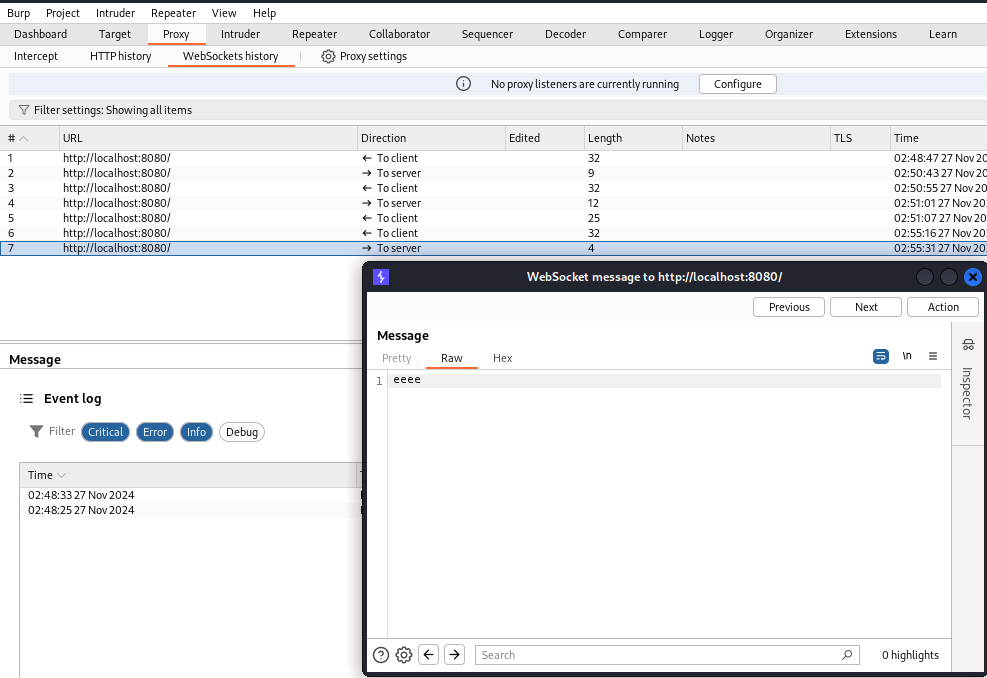 Burp Project Intruder Repeater View Help
Dashboard Target Proxy Intruder Repeater Collaborator Sequencer Decoder Comparer Logger Organizer Extensions Learn
Intercept HTTP history WebSockets history Proxy settings
No proxy listeners are currently running Configure
Filter settings: Showing all items
# URL Direction Edited Length Notes TLS Time
1 http://localhost:8080/ ← To client 32 02:48:47 27 Nov 20
2 http://localhost:8080/ → To server 9 02:50:43 27 Nov 20
3 http://localhost:8080/ ← To client 32 02:50:55 27 Nov 20
4 http://localhost:8080/ → To server 12 02:51:01 27 Nov 20
5 http://localhost:8080/ ← To client 25 02:51:07 27 Nov 20
6 http://localhost:8080/ ← To client 32 02:55:16 27 Nov 20
7 http://localhost:8080/ → To server 4 02:55:31 27 Nov 20
WebSocket message to http://localhost:8080/
Previous Next Action
Message
Pretty Raw Hex \n
1 eeee
Inspector
Search 0 highlights
Message
Event log
Filter Critical Error Info Debug
Time
02:48:33 27 Nov 2024
02:48:25 27 Nov 2024